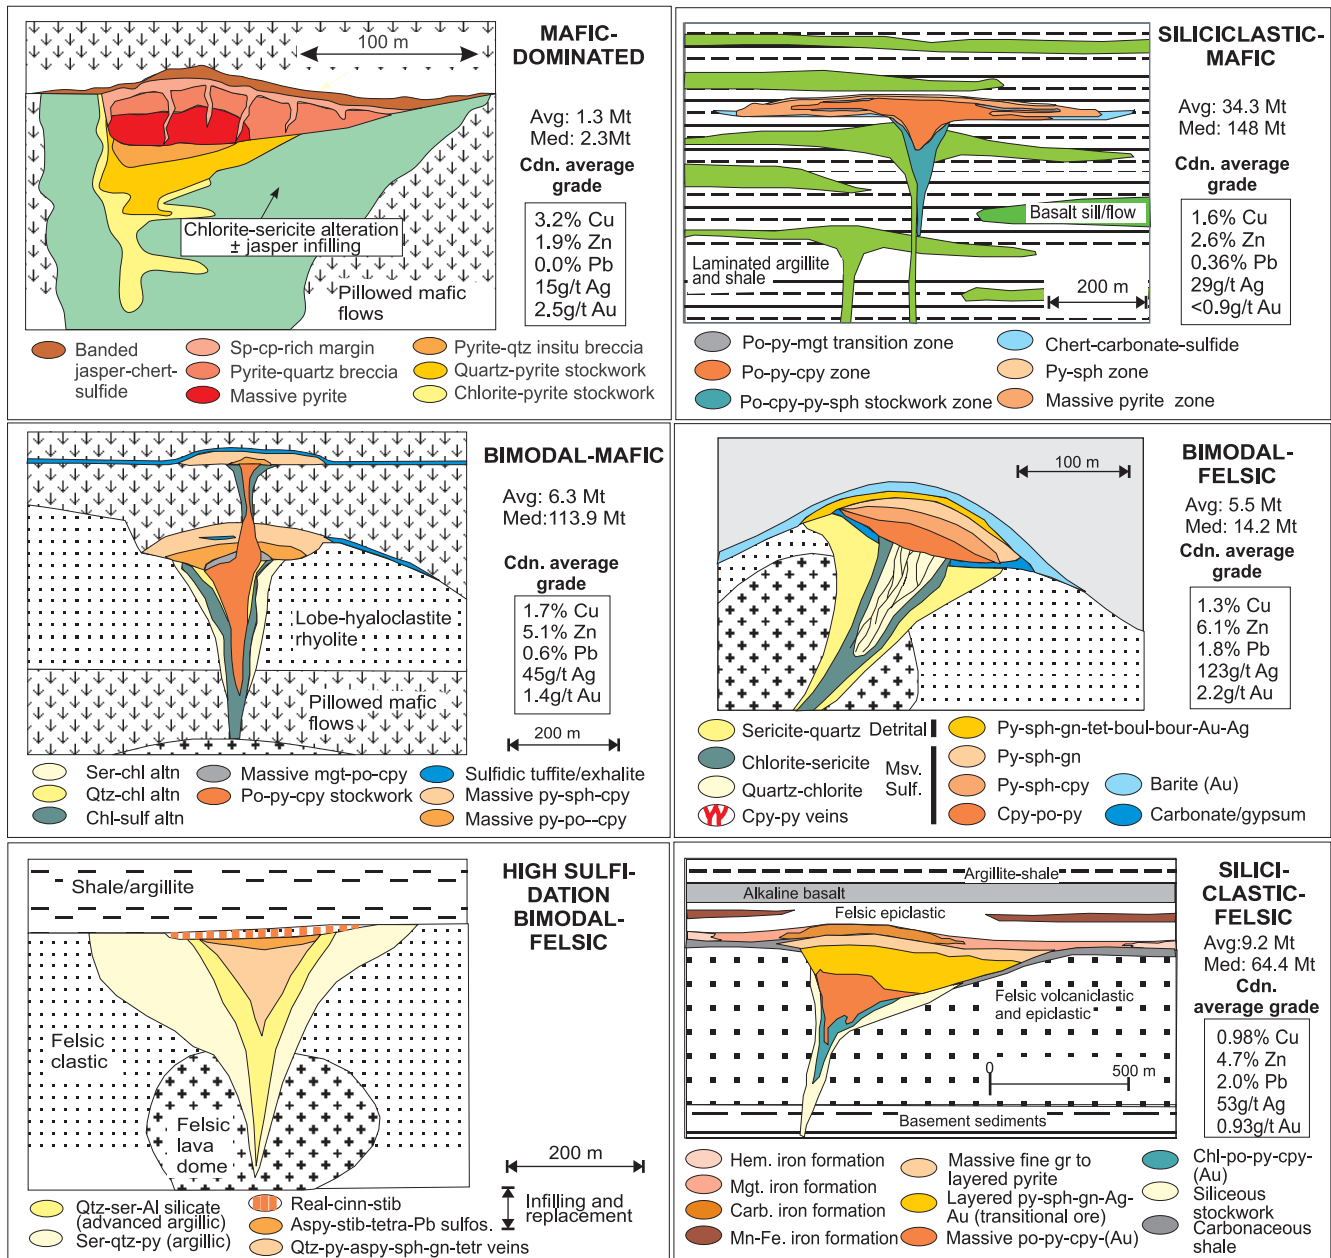 MAFIC-
DOMINATED
100 m
Avg: 1.3 Mt
Med: 2.3Mt
Cdn. average
grade
3.2% Cu
1.9% Zn
0.0% Pb
15g/t Ag
2.5g/t Au
Chlorite-sericite alteration
± jasper infilling
Pillowed mafic
flows
Banded
jasper-chert-
sulfide
Sp-cp-rich margin
Pyrite-quartz breccia
Massive pyrite
Pyrite-qtz insitu breccia
Quartz-pyrite stockwork
Chlorite-pyrite stockwork
SILICICLASTIC-
MAFIC
Avg: 34.3 Mt
Med: 148 Mt
Cdn. average
grade
1.6% Cu
2.6% Zn
0.36% Pb
29g/t Ag
<0.9g/t Au
Basalt sill/flow
Laminated argillite
and shale
200 m
Po-py-mgt transition zone
Po-py-cpy zone
Po-cpy-py-sph stockwork zone
Chert-carbonate-sulfide
Py-sph zone
Massive pyrite zone
BIMODAL-MAFIC
Avg: 6.3 Mt
Med:113.9 Mt
Cdn. average
grade
1.7% Cu
5.1% Zn
0.6% Pb
45g/t Ag
1.4g/t Au
Lobe-hyaloclastite
rhyolite
Pillowed mafic
flows
200 m
Ser-chl altn
Qtz-chl altn
Chl-sulf altn
Massive mgt-po-cpy
Po-py-cpy stockwork
Sulfidic tuffite/exhalite
Massive py-sph-cpy
Massive py-po--cpy
BIMODAL-
FELSIC
100 m
Avg: 5.5 Mt
Med: 14.2 Mt
Cdn. average
grade
1.3% Cu
6.1% Zn
1.8% Pb
123g/t Ag
2.2g/t Au
Sericite-quartz
Chlorite-sericite
Quartz-chlorite
Cpy-py veins
Detrital
Msv.
Sulf.
Py-sph-gn-tet-boul-bour-Au-Ag
Py-sph-gn
Py-sph-cpy
Cpy-po-py
Barite (Au)
Carbonate/gypsum
HIGH SULFI-
DATION
BIMODAL-
FELSIC
Shale/argillite
Felsic
clastic
Felsic
lava
dome
200 m
Infilling and
replacement
Qtz-ser-Al silicate
(advanced argillic)
Ser-qtz-py (argillic)
Real-cinn-stib
Aspy-stib-tetra-Pb sulfos.
Qtz-py-aspy-sph-gn-tetr veins
SILICI-
CLASTIC-
FELSIC
Avg:9.2 Mt
Med: 64.4 Mt
Cdn.
average grade
0.98% Cu
4.7% Zn
2.0% Pb
53g/t Ag
0.93g/t Au
Argillite-shale
Alkaline basalt
Felsic epiclastic
Felsic volcaniclastic
and epiclastic
0
500 m
Basement sediments
Hem. iron formation
Mgt. iron formation
Carb. iron formation
Mn-Fe. iron formation
Massive fine gr to
layered pyrite
Layered py-sph-gn-Ag-
Au (transitional ore)
Massive po-py-cpy-(Au)
Chl-po-py-cpy-
(Au)
Siliceous
stockwork
Carbonaceous
shale